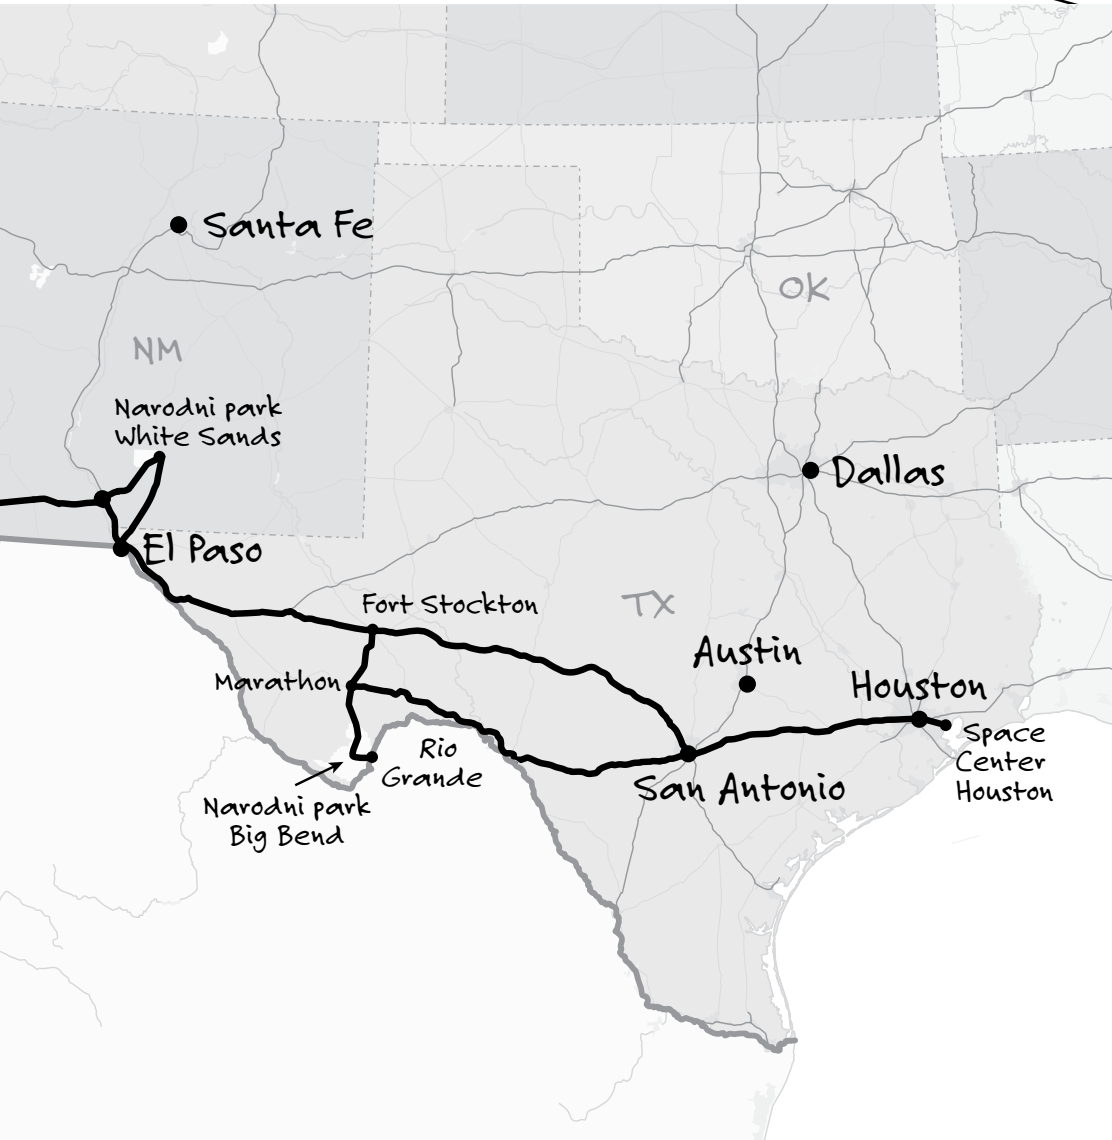 Santa Fe
OK
NM
Narodni park
White Sands
Dallas
El Paso
Fort Stockton
TX
Austin
Marathon
Houston
Rio
Grande
Space
Center
Houston
San Antonio
Narodni park
Big Bend